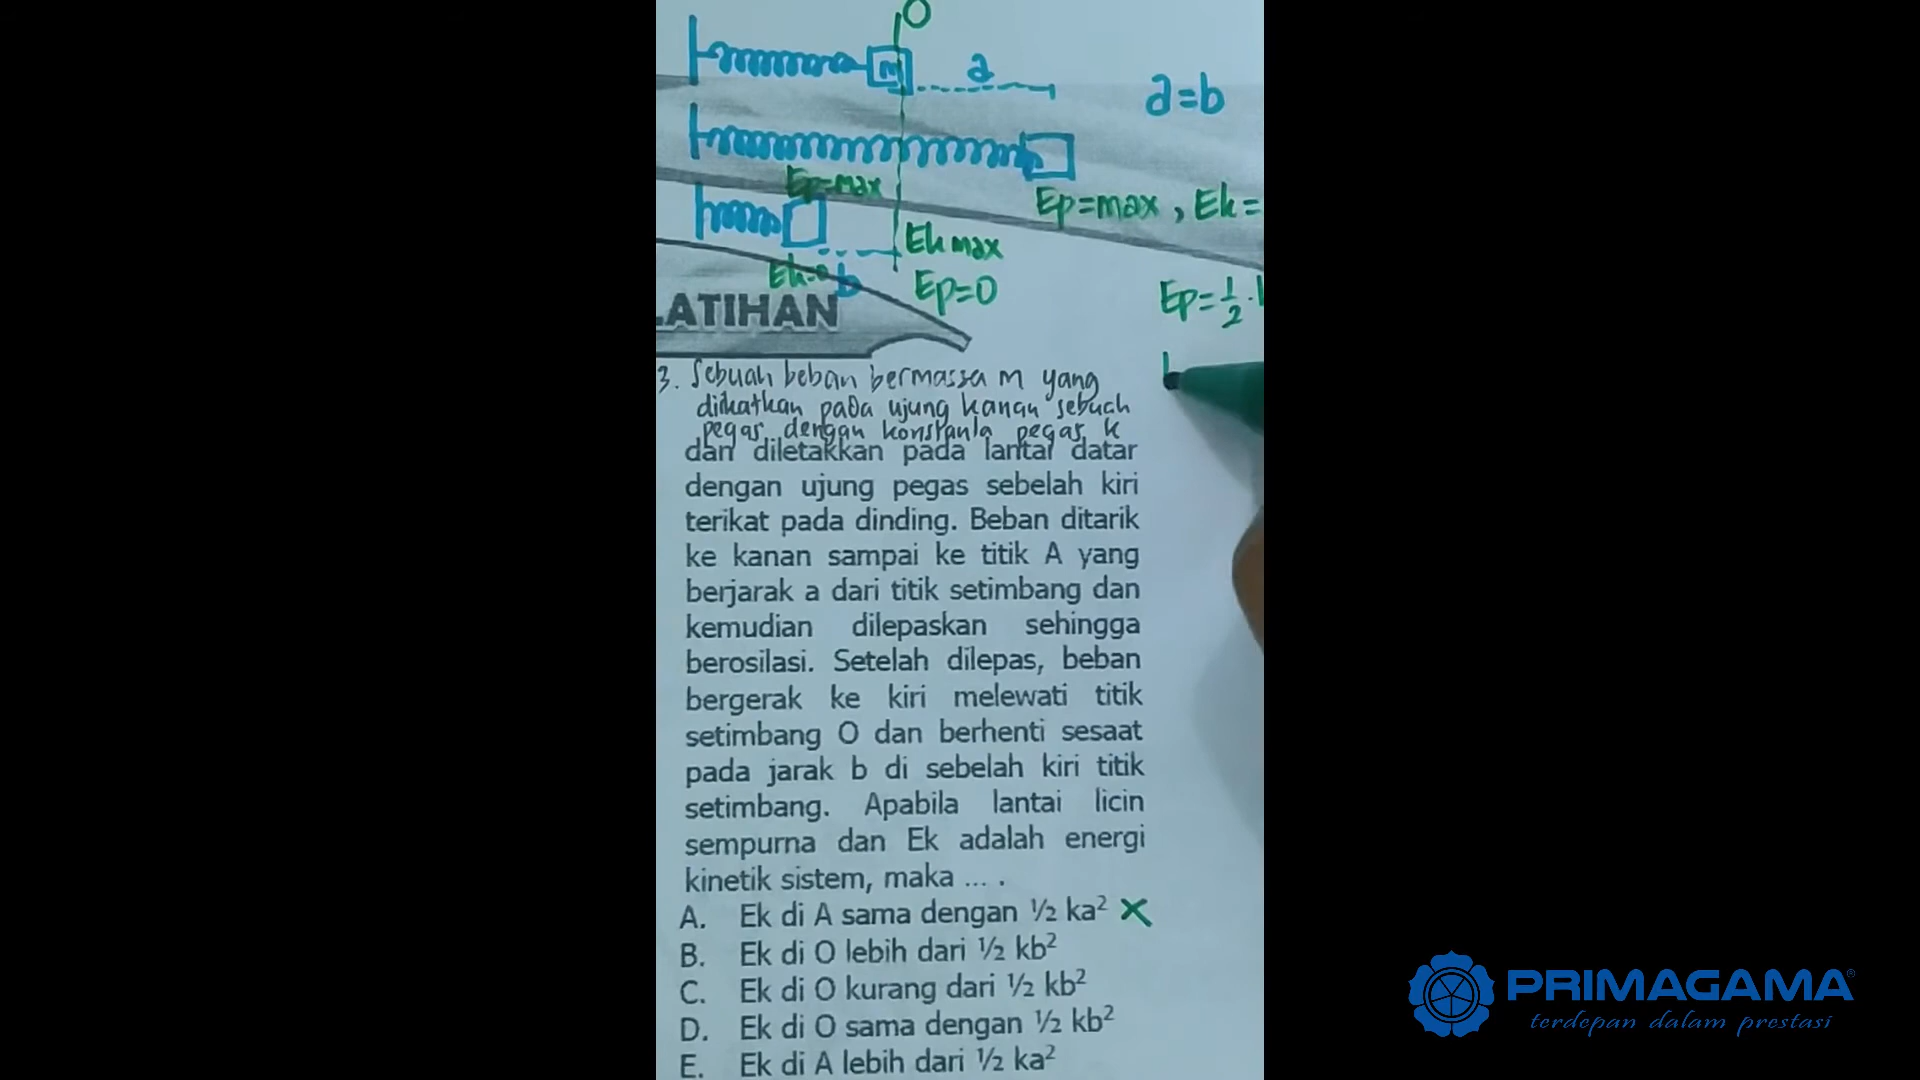 O
m
a
a=b
Ep=max
Ep=max, Ek=
Ek max
Ek=0 b
Ep=0
Ep=½.
LATIHAN
3. Sebuah beban bermassa m yang
diikatkan pada ujung kanan sebuah
pegas dengan konstanta pegas k
dan diletakkan pada lantai datar
dengan ujung pegas sebelah kiri
terikat pada dinding. Beban ditarik
ke kanan sampai ke titik A yang
berjarak a dari titik setimbang dan
kemudian dilepaskan sehingga
berosilasi. Setelah dilepas, beban
bergerak ke kiri melewati titik
setimbang O dan berhenti sesaat
pada jarak b di sebelah kiri titik
setimbang. Apabila lantai licin
sempurna dan Ek adalah energi
kinetik sistem, maka ... .
A. Ek di A sama dengan ½ ka² X
B. Ek di O lebih dari ½ kb²
C. Ek di O kurang dari ½ kb²
D. Ek di O sama dengan ½ kb²
E. Ek di A lebih dari ½ ka²
PRIMAGAMA®
terdepan dalam prestasi